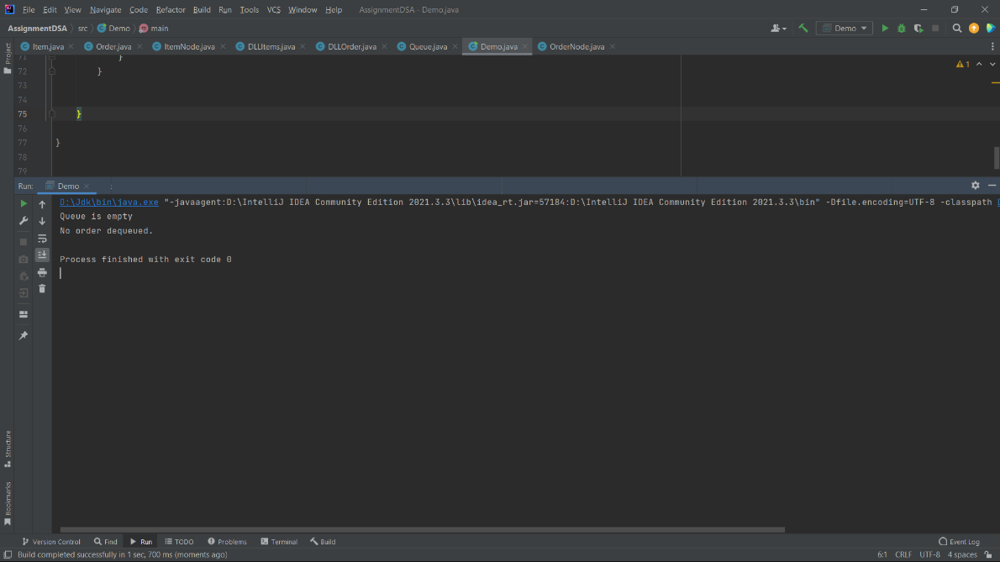 File Edit View Navigate Code Refactor Build Run Tools VCS Window Help AssignmentDSA - Demo.java
AssignmentDSA src Demo main Demo
Item.java Order.java ItemNode.java DLLItems.java DLLOrder.java Queue.java Demo.java OrderNode.java
Project
71 }
72 }
1
73
74
75 }
76
77 }
78
79
Run: Demo
D:\Jdk\bin\java.exe "-javaagent:D:\IntelliJ IDEA Community Edition 2021.3.3\lib\idea_rt.jar=57184:D:\IntelliJ IDEA Community Edition 2021.3.3\bin" -Dfile.encoding=UTF-8 -classpath
Queue is empty
No order dequeued.
Process finished with exit code 0
Structure
Bookmarks
Version Control Find Run TODO Problems Terminal Build Event Log
Build completed successfully in 1 sec, 700 ms (moments ago) 6:1 CRLF UTF-8 4 spaces